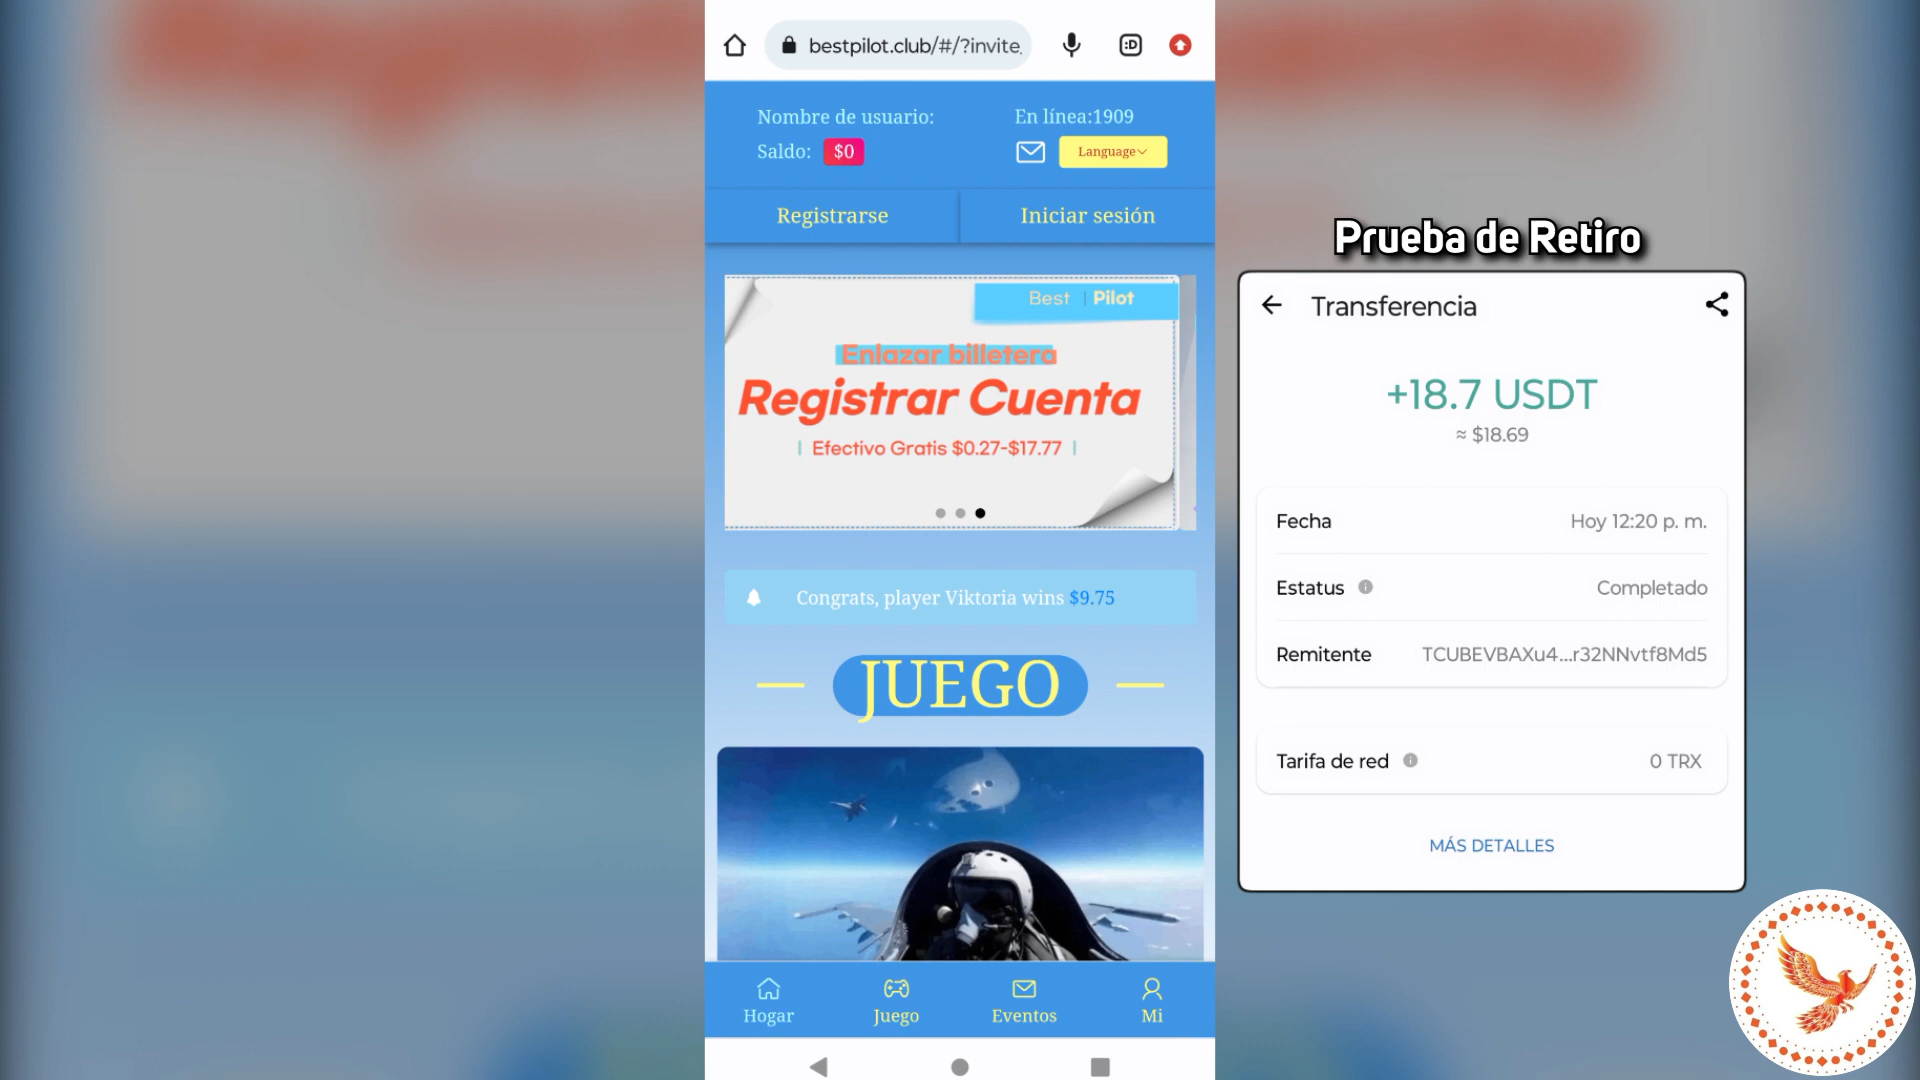 bestpilot.club/#/?invite.
Nombre de usuario:
En línea:1909
Saldo: $0
Language
Registrarse
Iniciar sesión
Best | Pilot
Enlazar billetera
Registrar Cuenta
Efectivo Gratis $0.27-$17.77
Congrats, player Viktoria wins $9.75
JUEGO
Hogar
Juego
Eventos
Mi
Prueba de Retiro
Transferencia
+18.7 USDT
≈ $18.69
Fecha
Hoy 12:20 p. m.
Estatus
Completado
Remitente
TCUBEVBAXu4...r32NNvtf8Md5
Tarifa de red
0 TRX
MÁS DETALLES